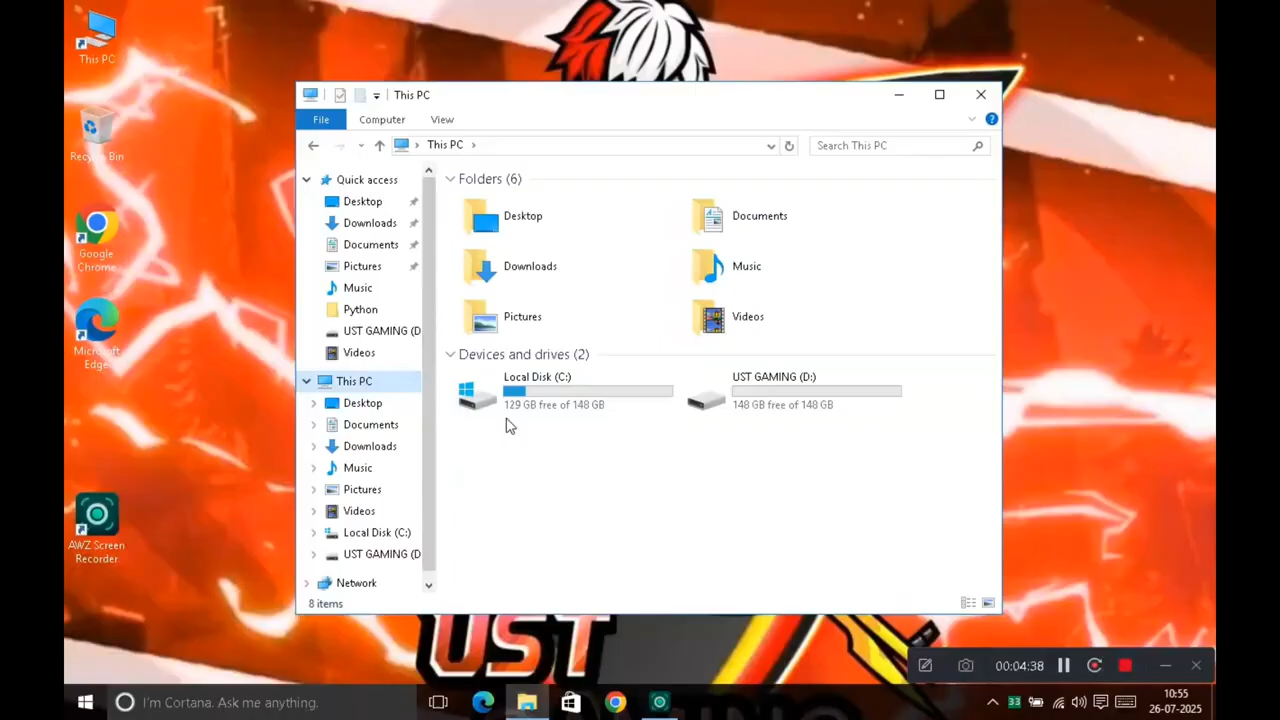 This PC
Recycle Bin
Google
Chrome
Microsoft
Edge
AWZ Screen
Recorder
This PC
File
Computer
View
This PC
Search This PC
Quick access
Desktop
Downloads
Documents
Pictures
Music
Python
UST GAMING (D
Videos
This PC
Desktop
Documents
Downloads
Music
Pictures
Videos
Local Disk (C:)
UST GAMING (D
Network
Folders (6)
Desktop
Documents
Downloads
Music
Pictures
Videos
Devices and drives (2)
Local Disk (C:)
129 GB free of 148 GB
UST GAMING (D:)
148 GB free of 148 GB
8 items
UST
00:04:38
I'm Cortana. Ask me anything.
33
10:55
26-07-2025